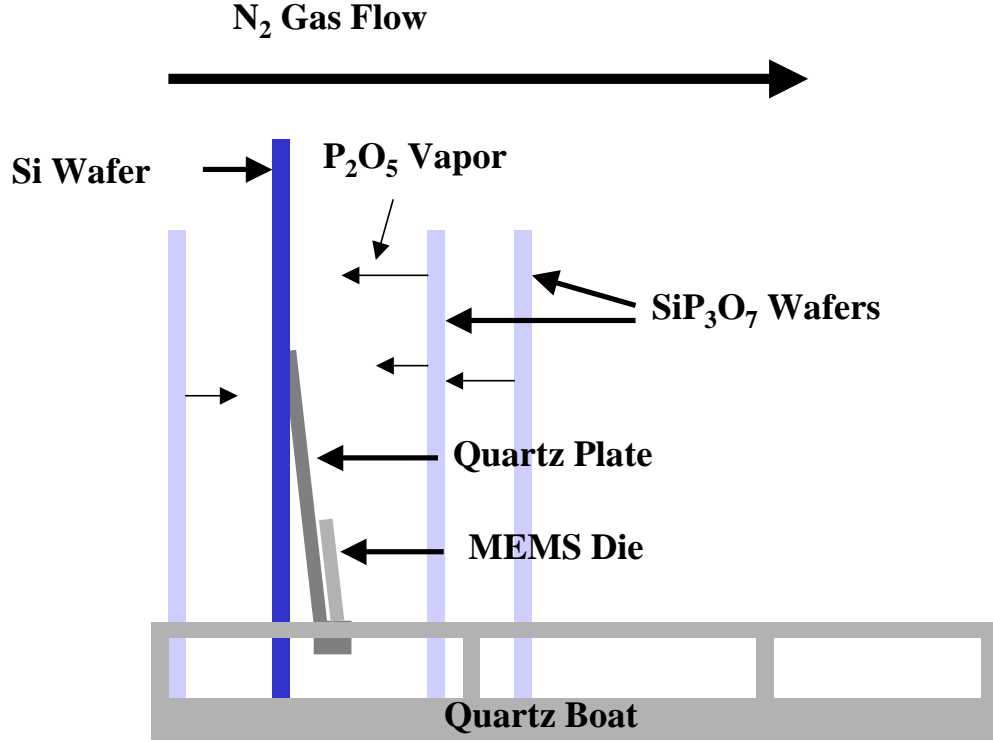 N₂ Gas Flow
Si Wafer
P₂O₅ Vapor
SiP₃O₇ Wafers
Quartz Plate
MEMS Die
Quartz Boat